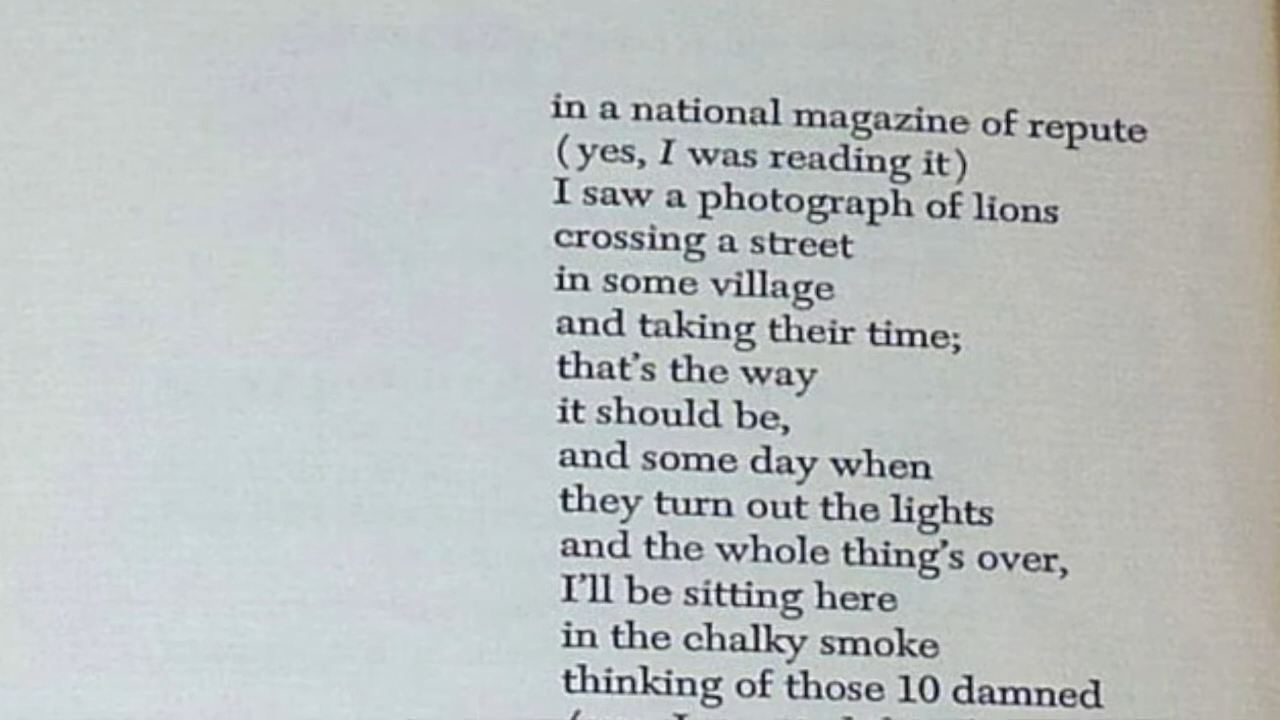 in a national magazine of repute
(yes, I was reading it)
I saw a photograph of lions
crossing a street
in some village
and taking their time;
that's the way
it should be,
and some day when
they turn out the lights
and the whole thing's over,
I'll be sitting here
in the chalky smoke
thinking of those 10 damned